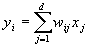 y_i = \sum_{j=1}^{d} w_{ij} x_j